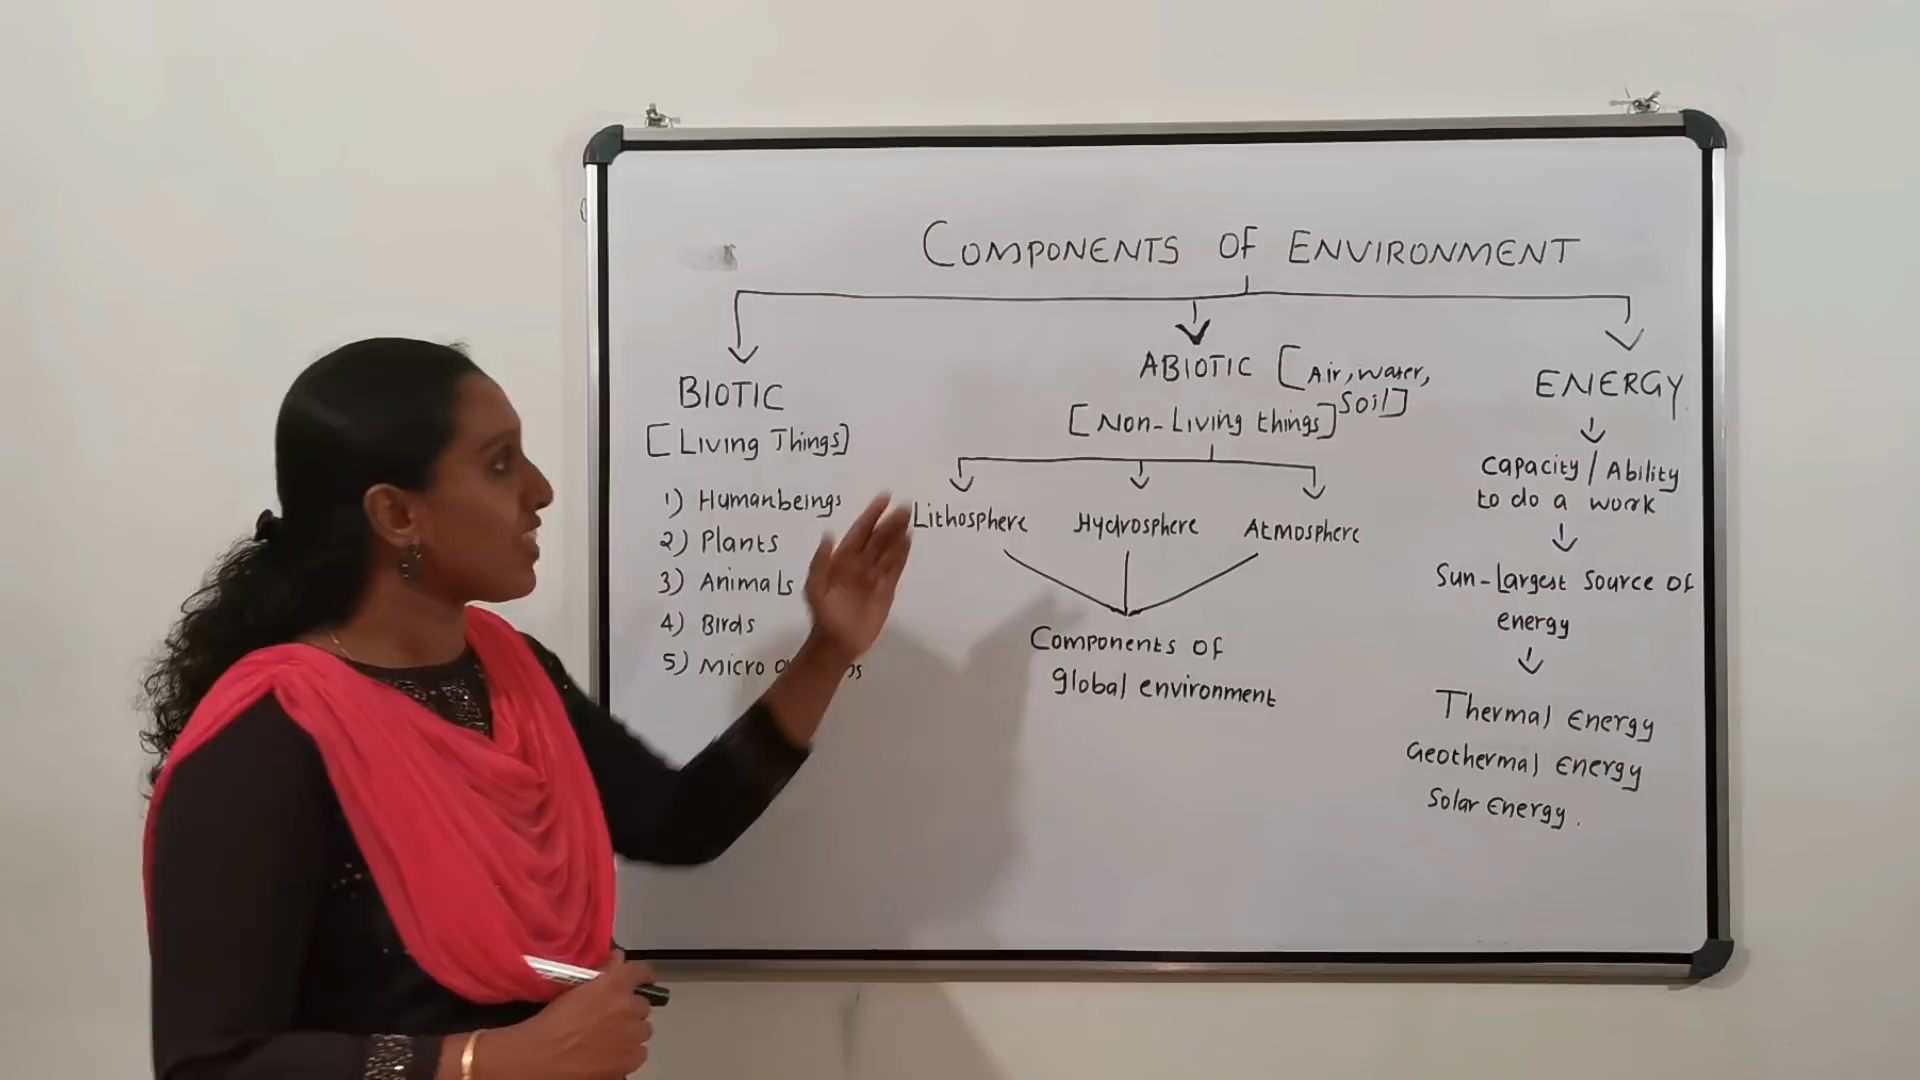 COMPONENTS OF ENVIRONMENT
BIOTIC
[Living Things]
1) Humanbeings
2) Plants
3) Animals
4) Birds
5) Micro
ABIOTIC [Air, water,
soil]
[Non-Living things]
Lithosphere Hydrosphere Atmosphere
Components of
global environment
ENERGY
Capacity / Ability
to do a work
Sun-Largest source of
energy
Thermal energy
Geothermal energy
Solar energy.